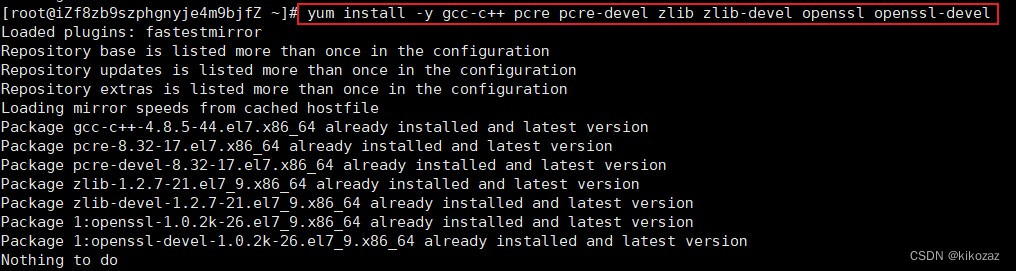 [root@iZf8zb9szphgnyje4m9bjfZ ~]# yum install -y gcc-c++ pcre pcre-devel zlib zlib-devel openssl openssl-devel
Loaded plugins: fastestmirror
Repository base is listed more than once in the configuration
Repository updates is listed more than once in the configuration
Repository extras is listed more than once in the configuration
Loading mirror speeds from cached hostfile
Package gcc-c++-4.8.5-44.el7.x86_64 already installed and latest version
Package pcre-8.32-17.el7.x86_64 already installed and latest version
Package pcre-devel-8.32-17.el7.x86_64 already installed and latest version
Package zlib-1.2.7-21.el7_9.x86_64 already installed and latest version
Package zlib-devel-1.2.7-21.el7_9.x86_64 already installed and latest version
Package 1:openssl-1.0.2k-26.el7_9.x86_64 already installed and latest version
Package 1:openssl-devel-1.0.2k-26.el7_9.x86_64 already installed and latest version
Nothing to do
CSDN @kikozaz